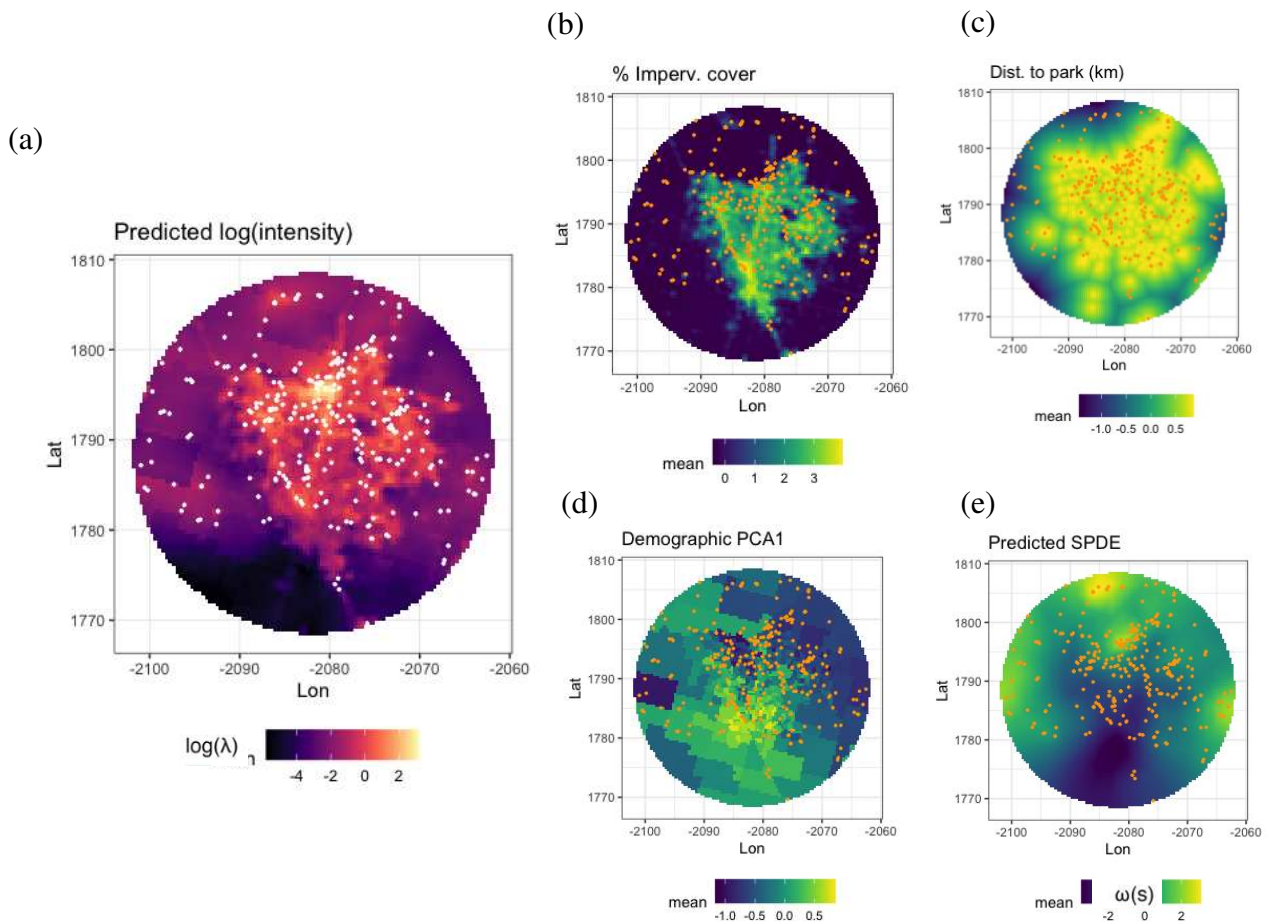 (a)
Predicted log(intensity)
1810
1800
1790
1780
1770
Lat
-2100 -2090 -2080 -2070 -2060
Lon
log(λ)
-4 -2 0 2
(b)
% Imperv. cover
1810
1800
1790
1780
1770
Lat
-2100 -2090 -2080 -2070 -2060
Lon
mean
0 1 2 3
(c)
Dist. to park (km)
1810
1800
1790
1780
1770
Lat
-2100 -2090 -2080 -2070 -2060
Lon
mean
-1.0 -0.5 0.0 0.5
(d)
Demographic PCA1
1810
1800
1790
1780
1770
Lat
-2100 -2090 -2080 -2070 -2060
Lon
mean
-1.0 -0.5 0.0 0.5
(e)
Predicted SPDE
1810
1800
1790
1780
1770
Lat
-2100 -2090 -2080 -2070 -2060
Lon
mean
ω(s)
-2 2